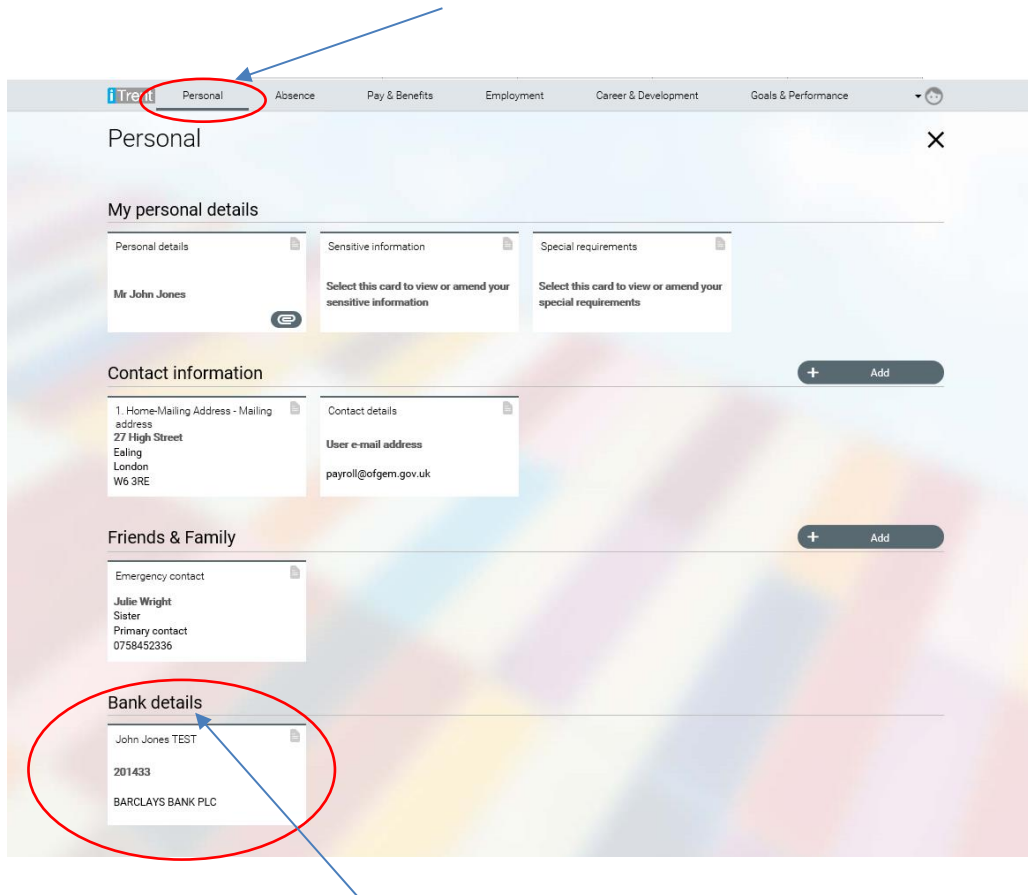 iTrent Personal Absence Pay & Benefits Employment Career & Development Goals & Performance
Personal
My personal details
Personal details
Mr John Jones
Sensitive information
Select this card to view or amend your
sensitive information
Special requirements
Select this card to view or amend your
special requirements
Contact information
+ Add
1. Home-Mailing Address - Mailing
address
27 High Street
Ealing
London
W6 3RE
Contact details
User e-mail address
payroll@ofgem.gov.uk
Friends & Family
+ Add
Emergency contact
Julie Wright
Sister
Primary contact
0758452336
Bank details
John Jones TEST
201433
BARCLAYS BANK PLC